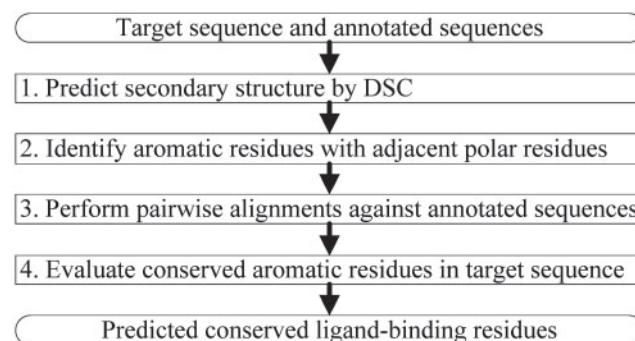 Target sequence and annotated sequences
1. Predict secondary structure by DSC
2. Identify aromatic residues with adjacent polar residues
3. Perform pairwise alignments against annotated sequences
4. Evaluate conserved aromatic residues in target sequence
Predicted conserved ligand-binding residues